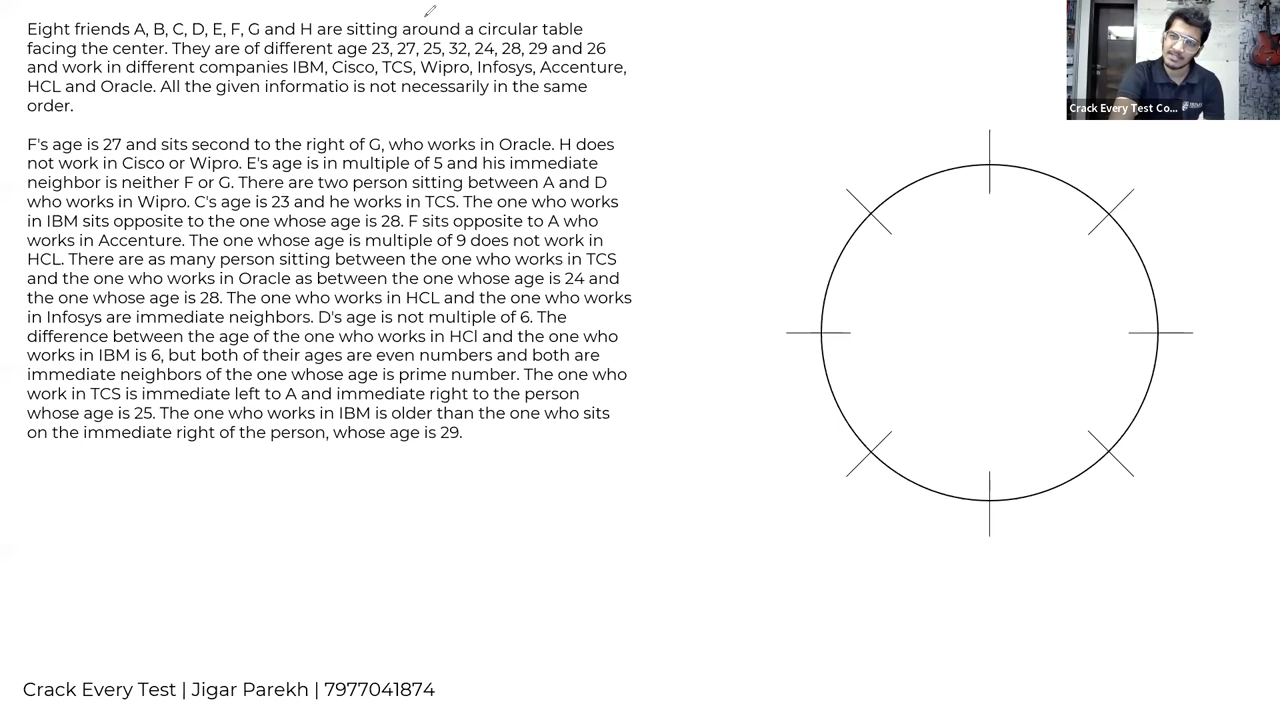 Eight friends A, B, C, D, E, F, G and H are sitting around a circular table
facing the center. They are of different age 23, 27, 25, 32, 24, 28, 29 and 26
and work in different companies IBM, Cisco, TCS, Wipro, Infosys, Accenture,
HCL and Oracle. All the given informatio is not necessarily in the same
order.
F's age is 27 and sits second to the right of G, who works in Oracle. H does
not work in Cisco or Wipro. E's age is in multiple of 5 and his immediate
neighbor is neither F or G. There are two person sitting between A and D
who works in Wipro. C's age is 23 and he works in TCS. The one who works
in IBM sits opposite to the one whose age is 28. F sits opposite to A who
works in Accenture. The one whose age is multiple of 9 does not work in
HCL. There are as many person sitting between the one who works in TCS
and the one who works in Oracle as between the one whose age is 24 and
the one whose age is 28. The one who works in HCL and the one who works
in Infosys are immediate neighbors. D's age is not multiple of 6. The
difference between the age of the one who works in HCl and the one who
works in IBM is 6, but both of their ages are even numbers and both are
immediate neighbors of the one whose age is prime number. The one who
work in TCS is immediate left to A and immediate right to the person
whose age is 25. The one who works in IBM is older than the one who sits
on the immediate right of the person, whose age is 29.
Crack Every Test Co...
Crack Every Test | Jigar Parekh | 7977041874